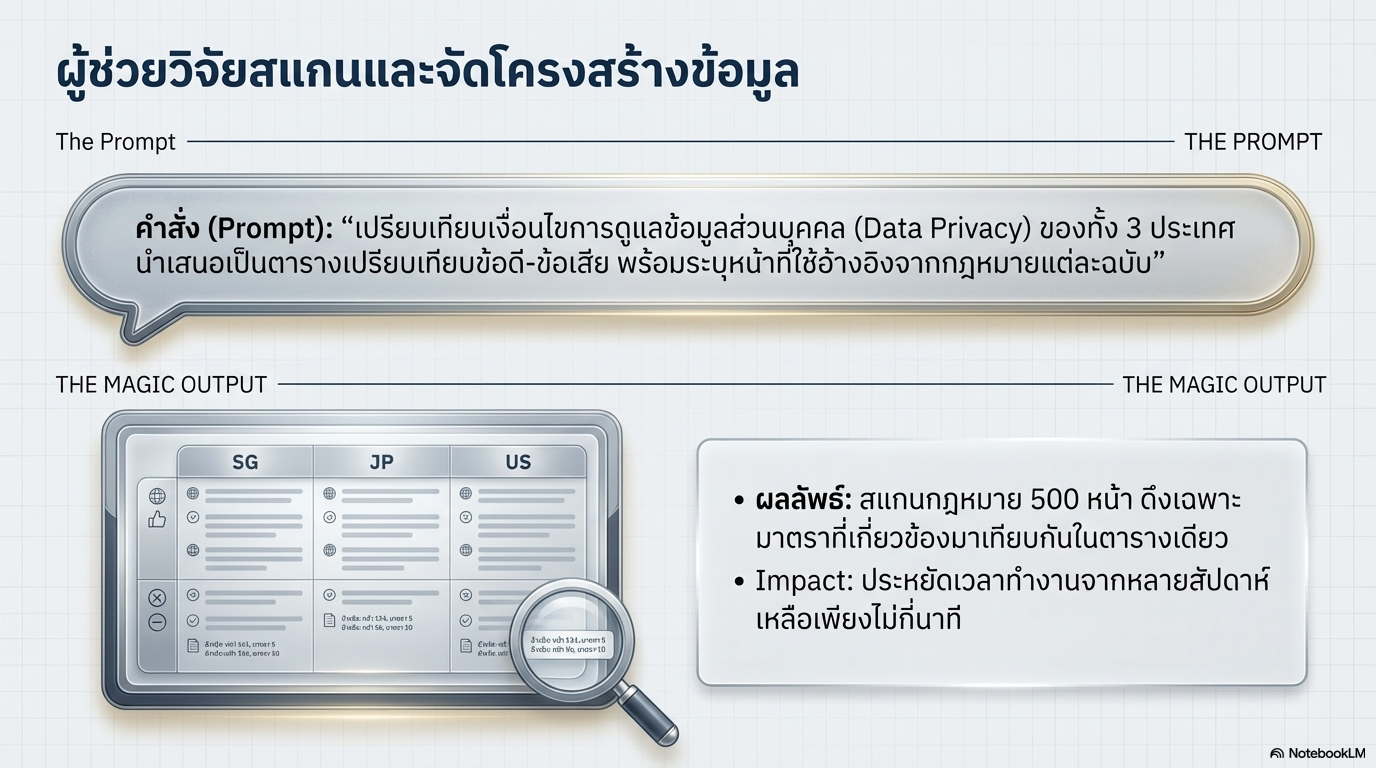 ผู้ช่วยวิจัยสแกนและจัดโครงสร้างข้อมูล
The Prompt
THE PROMPT
คำสั่ง (Prompt): “เปรียบเทียบเงื่อนไขการดูแลข้อมูลส่วนบุคคล (Data Privacy) ของทั้ง 3 ประเทศ
นำเสนอเป็นตารางเปรียบเทียบข้อดี-ข้อเสีย พร้อมระบุหน้าที่ใช้อ้างอิงจากกฎหมายแต่ละฉบับ”
THE MAGIC OUTPUT
THE MAGIC OUTPUT
SG
JP
US
• ผลลัพธ์: สแกนกฎหมาย 500 หน้า ดึงเฉพาะ
มาตราที่เกี่ยวข้องมาเทียบกันในตารางเดียว
• Impact: ประหยัดเวลาทำงานจากหลายสัปดาห์
เหลือเพียงไม่กี่นาที
NotebookLM